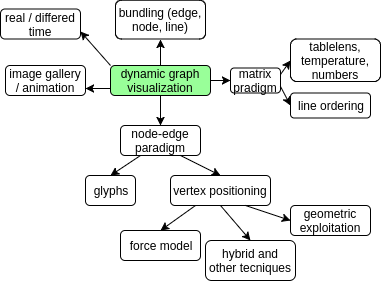 real / differed
time
bundling (edge,
node, line)
image gallery
/ animation
dynamic graph
visualization
matrix
pradigm
tablelens,
temperature,
numbers
line ordering
node-edge
paradigm
glyphs
vertex positioning
force model
hybrid and
other tecniques
geometric
exploitation